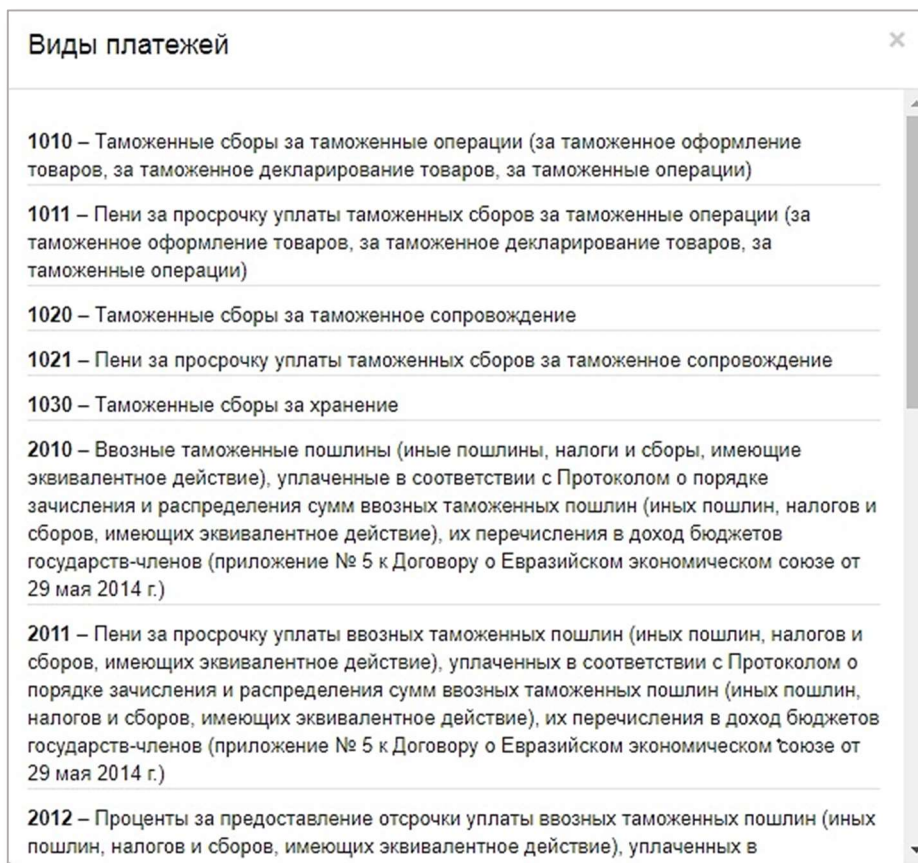 Виды платежей ×
1010 – Таможенные сборы за таможенные операции (за таможенное оформление
товаров, за таможенное декларирование товаров, за таможенные операции)
1011 – Пени за просрочку уплаты таможенных сборов за таможенные операции (за
таможенное оформление товаров, за таможенное декларирование товаров, за
таможенные операции)
1020 – Таможенные сборы за таможенное сопровождение
1021 – Пени за просрочку уплаты таможенных сборов за таможенное сопровождение
1030 – Таможенные сборы за хранение
2010 – Ввозные таможенные пошлины (иные пошлины, налоги и сборы, имеющие
эквивалентное действие), уплаченные в соответствии с Протоколом о порядке
зачисления и распределения сумм ввозных таможенных пошлин (иных пошлин, налогов и
сборов, имеющих эквивалентное действие), их перечисления в доход бюджетов
государств-членов (приложение № 5 к Договору о Евразийском экономическом союзе от
29 мая 2014 г.)
2011 – Пени за просрочку уплаты ввозных таможенных пошлин (иных пошлин, налогов и
сборов, имеющих эквивалентное действие), уплаченных в соответствии с Протоколом о
порядке зачисления и распределения сумм ввозных таможенных пошлин (иных пошлин,
налогов и сборов, имеющих эквивалентное действие), их перечисления в доход бюджетов
государств-членов (приложение № 5 к Договору о Евразийском экономическом союзе от
29 мая 2014 г.)
2012 – Проценты за предоставление отсрочки уплаты ввозных таможенных пошлин (иных
пошлин, налогов и сборов, имеющих эквивалентное действие), уплаченных в